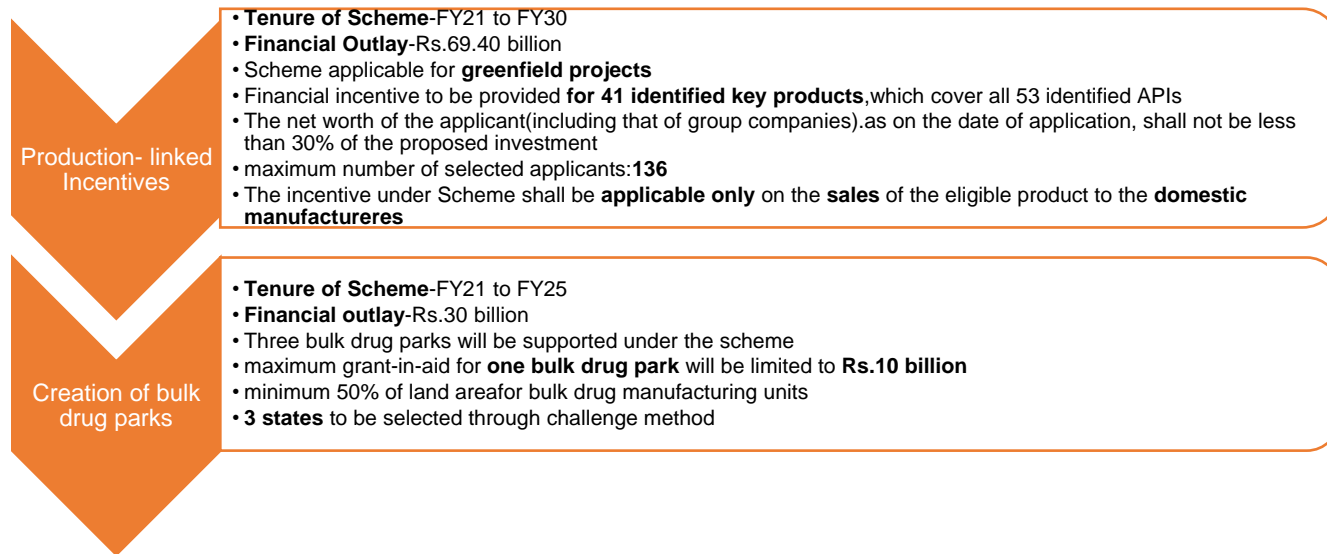 Production- linked
Incentives
• Tenure of Scheme-FY21 to FY30
• Financial Outlay-Rs.69.40 billion
• Scheme applicable for greenfield projects
• Financial incentive to be provided for 41 identified key products,which cover all 53 identified APIs
• The net worth of the applicant(including that of group companies).as on the date of application, shall not be less
than 30% of the proposed investment
• maximum number of selected applicants:136
• The incentive under Scheme shall be applicable only on the sales of the eligible product to the domestic
manufactureres
Creation of bulk
drug parks
• Tenure of Scheme-FY21 to FY25
• Financial outlay-Rs.30 billion
• Three bulk drug parks will be supported under the scheme
• maximum grant-in-aid for one bulk drug park will be limited to Rs.10 billion
• minimum 50% of land areafor bulk drug manufacturing units
• 3 states to be selected through challenge method